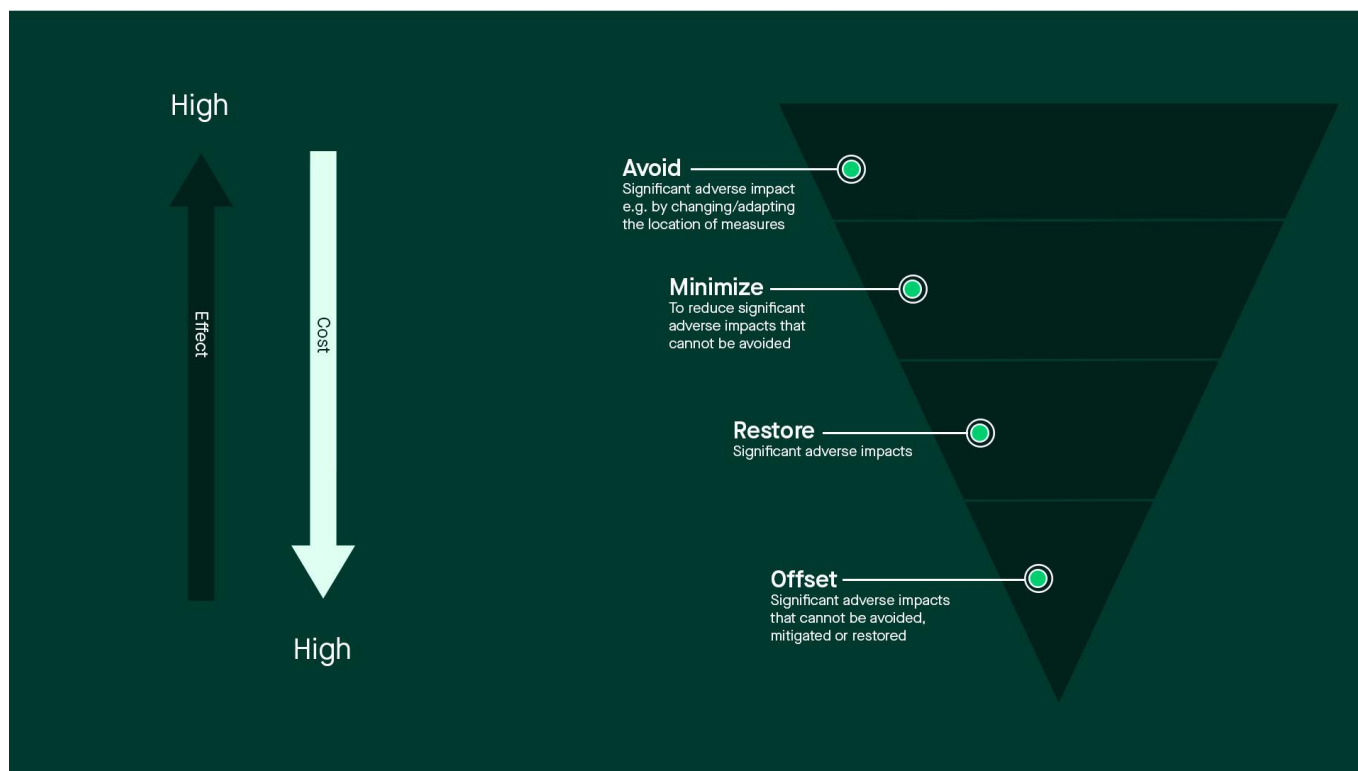 High
Effect
Cost
High
Avoid
Significant adverse impact
e.g. by changing/adapting
the location of measures
Minimize
To reduce significant
adverse impacts that
cannot be avoided
Restore
Significant adverse impacts
Offset
Significant adverse impacts
that cannot be avoided,
mitigated or restored